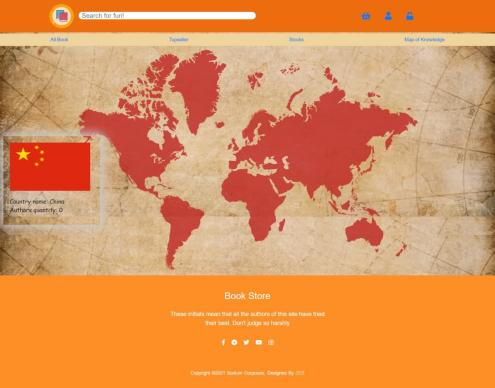 Search for fun!
All Book
Topseller
Stocks
Map of Knowledge
Country name: China
Authors quantity: 0
Book Store
These initials mean that all the authors of this site have tried
their best. Don't judge so harshly
Copyright ©2021 Sodium Corporate. Designed By